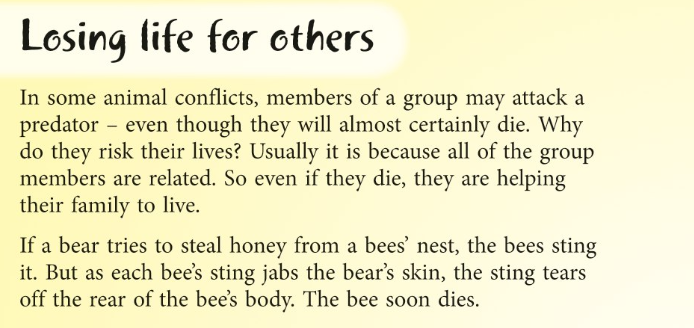 Losing life for others
In some animal conflicts, members of a group may attack a
predator – even though they will almost certainly die. Why
do they risk their lives? Usually it is because all of the group
members are related. So even if they die, they are helping
their family to live.
If a bear tries to steal honey from a bees’ nest, the bees sting
it. But as each bee’s sting jabs the bear’s skin, the sting tears
off the rear of the bee’s body. The bee soon dies.